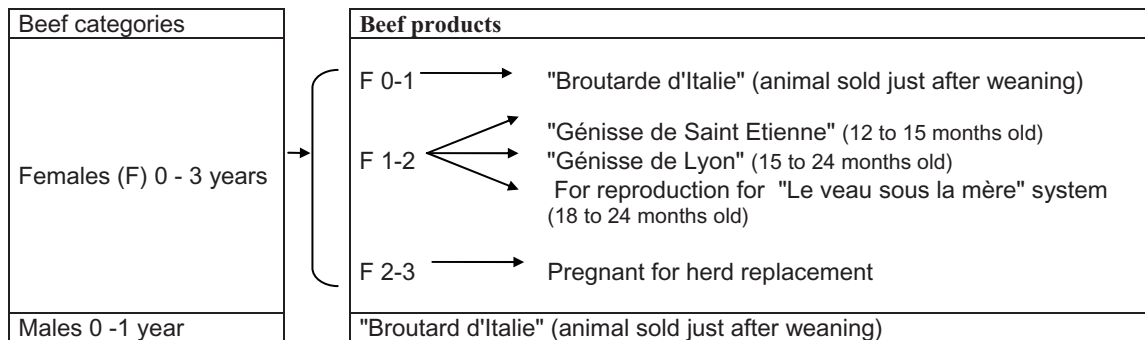 Beef categories
Beef products
F 0-1
"Broutarde d'Italie" (animal sold just after weaning)
Females (F) 0 - 3 years
F 1-2
"Génisse de Saint Etienne" (12 to 15 months old)
"Génisse de Lyon" (15 to 24 months old)
For reproduction for "Le veau sous la mère" system
(18 to 24 months old)
F 2-3
Pregnant for herd replacement
Males 0 -1 year
"Broutard d'Italie" (animal sold just after weaning)